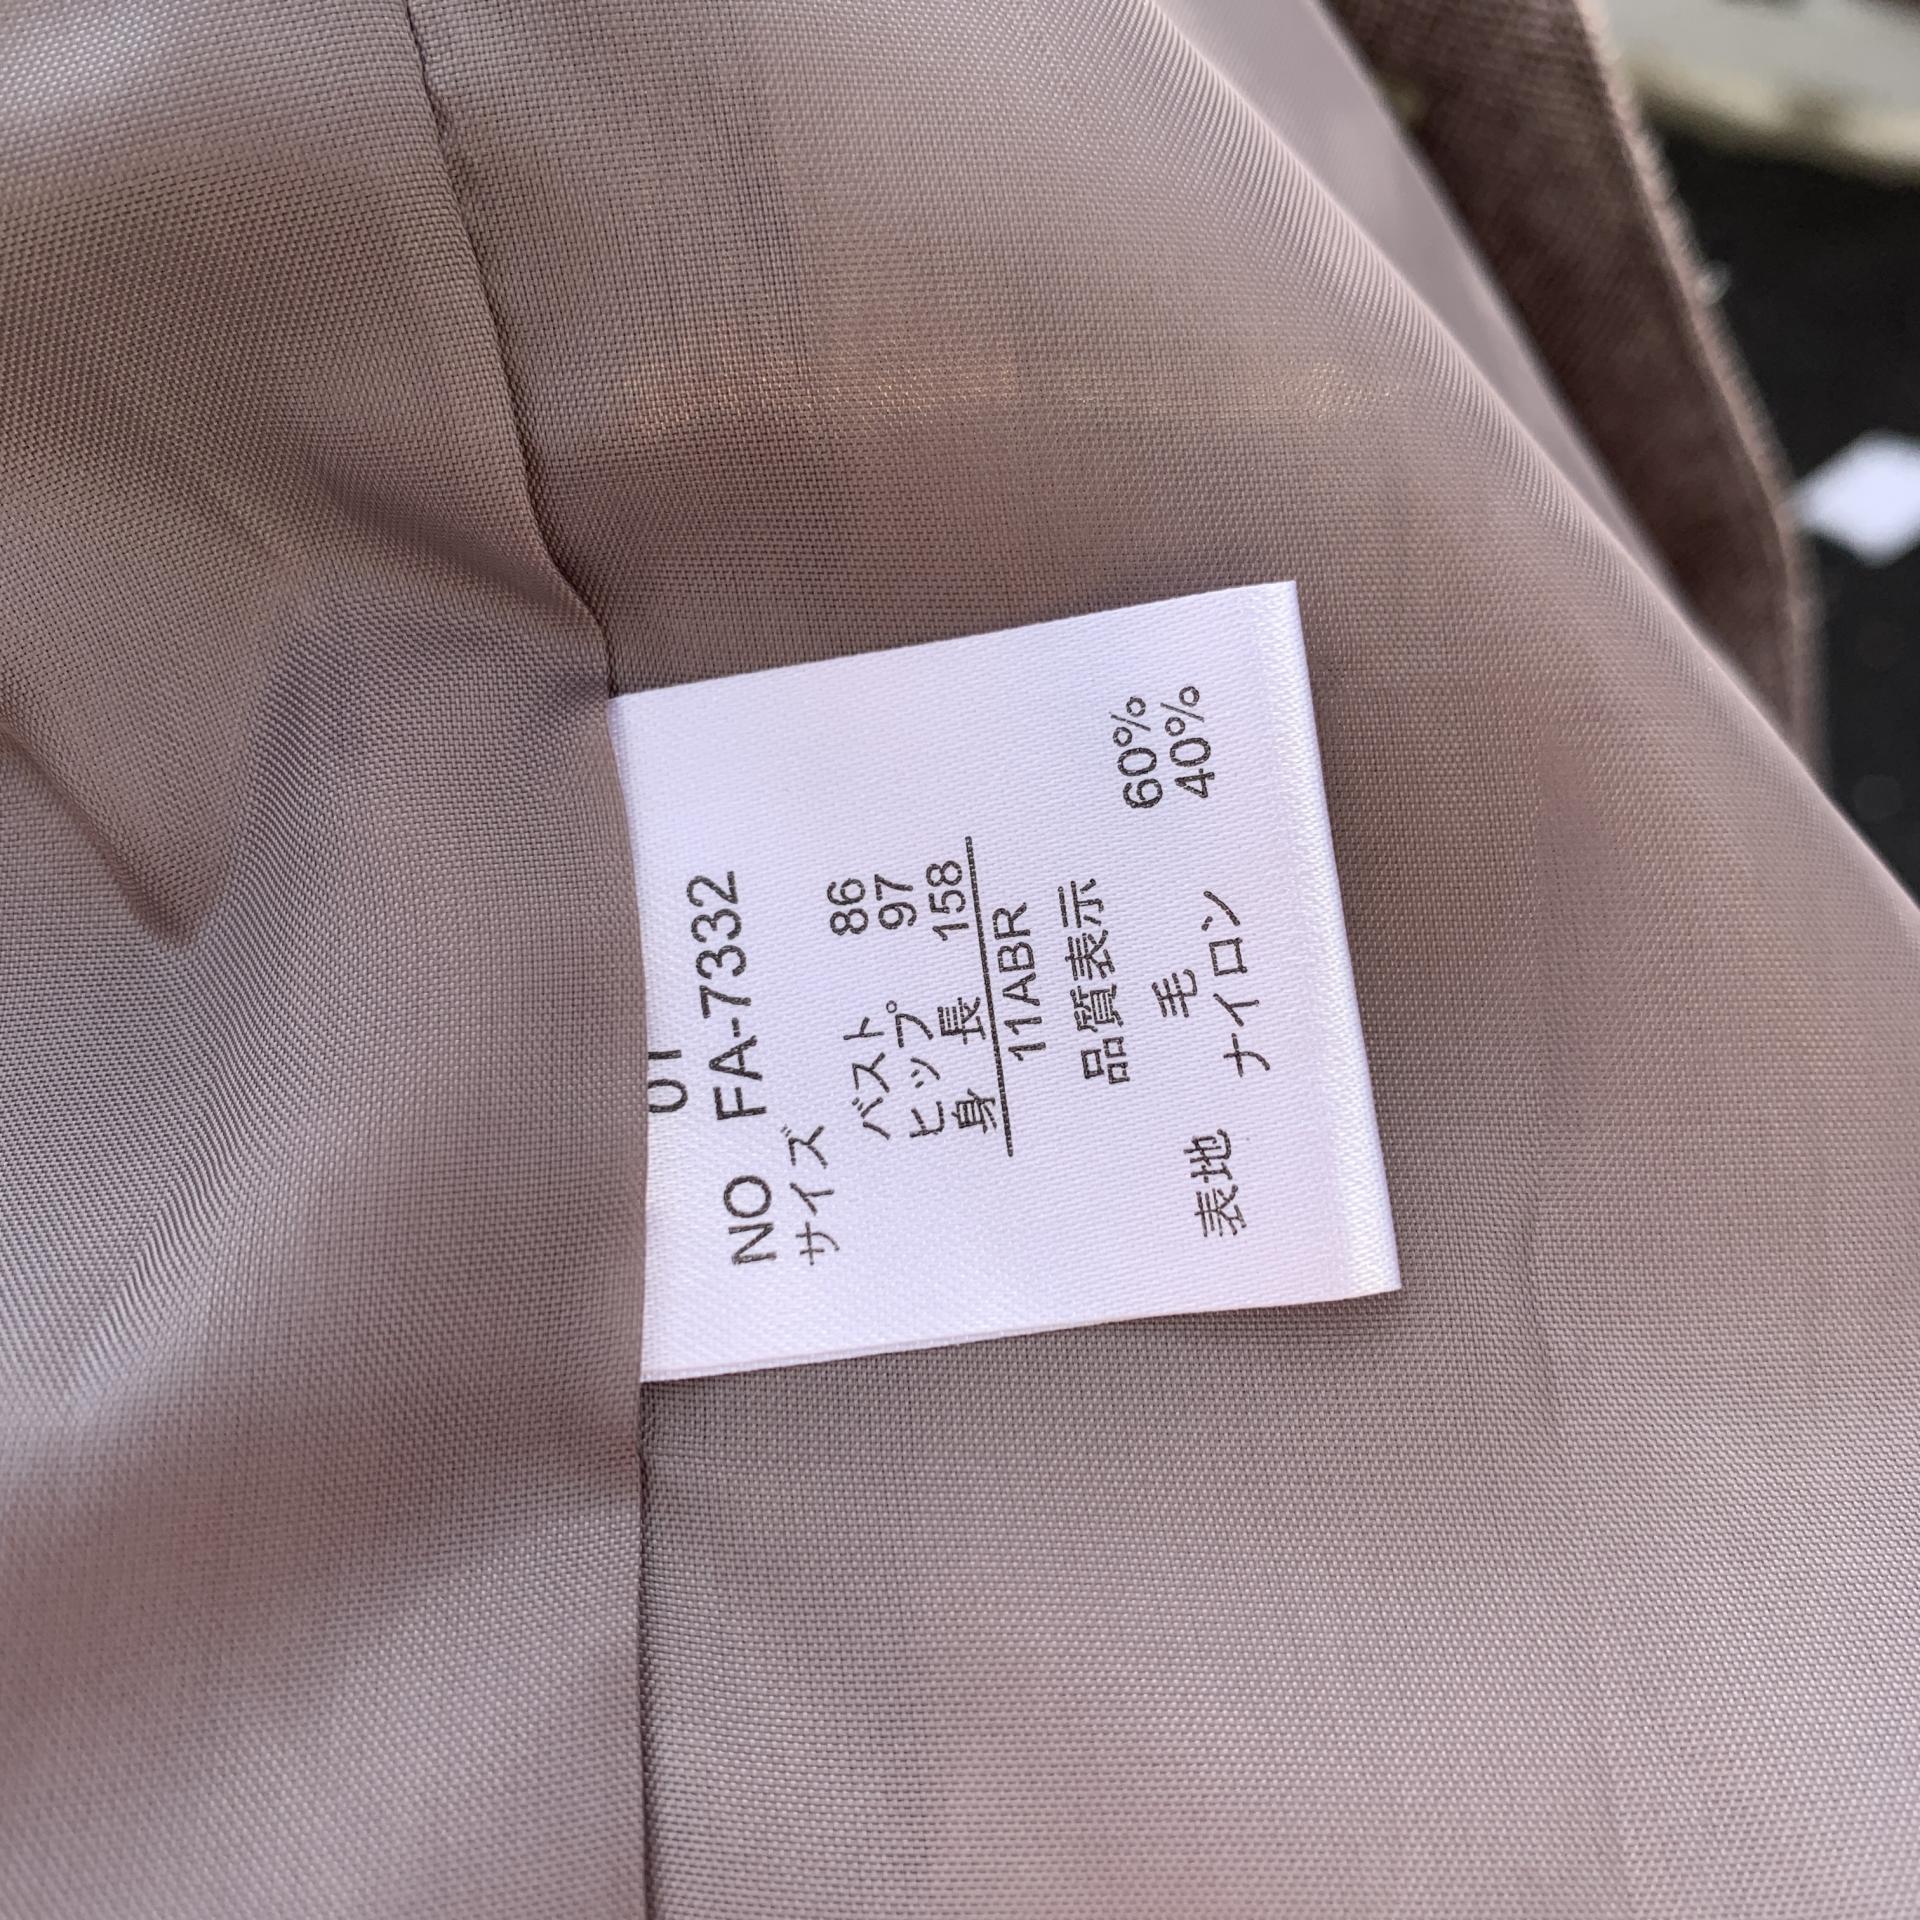 01
NO FA-7332
サイズ
バスト 86
ヒップ 97
身 長 158
11ABR
品質表示
表地 毛 60%
ナイロン 40%